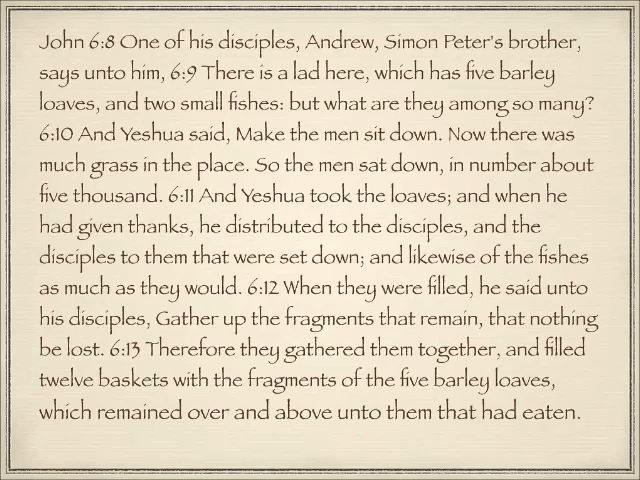 John 6:8 One of his disciples, Andrew, Simon Peter's brother,
says unto him, 6:9 There is a lad here, which has five barley
loaves, and two small fishes: but what are they among so many?
6:10 And Yeshua said, Make the men sit down. Now there was
much grass in the place. So the men sat down, in number about
five thousand. 6:11 And Yeshua took the loaves; and when he
had given thanks, he distributed to the disciples, and the
disciples to them that were set down; and likewise of the fishes
as much as they would. 6:12 When they were filled, he said unto
his disciples, Gather up the fragments that remain, that nothing
be lost. 6:13 Therefore they gathered them together, and filled
twelve baskets with the fragments of the five barley loaves,
which remained over and above unto them that had eaten.